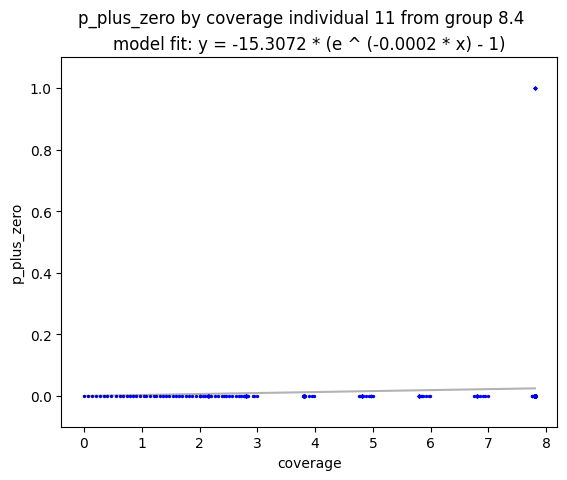 p_plus_zero by coverage individual 11 from group 8.4
model fit: y = -15.3072 * (e ^ (-0.0002 * x) - 1)
1.0
0.8
0.6
0.4
0.2
0.0
p_plus_zero
0 1 2 3 4 5 6 7 8
coverage